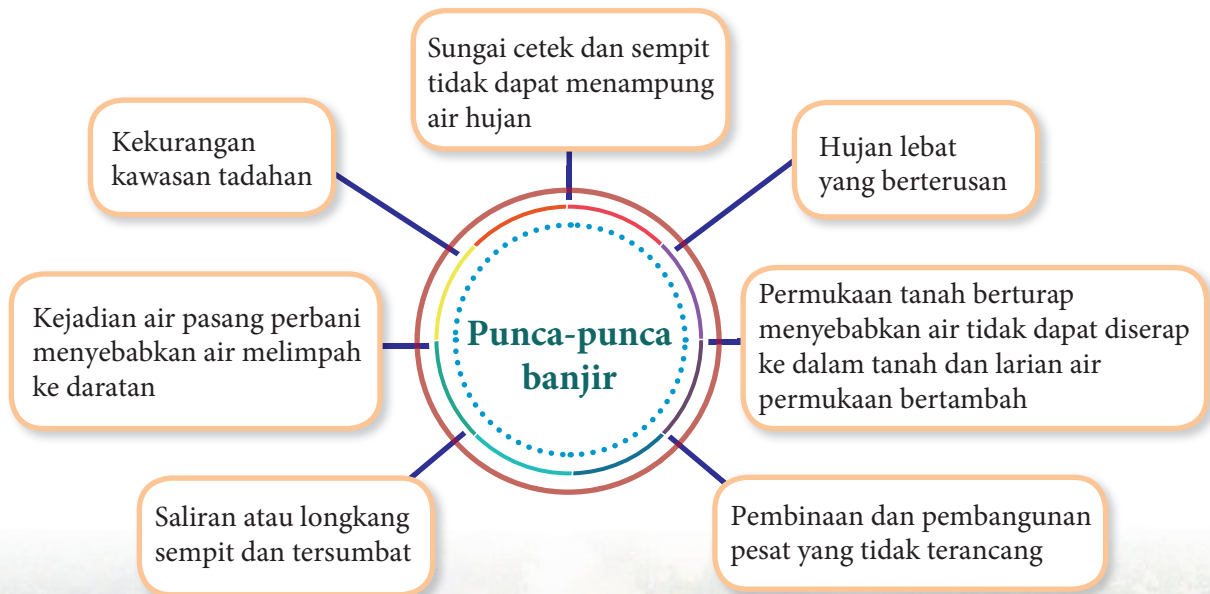 Sungai cetek dan sempit
tidak dapat menampung
air hujan
Kekurangan
kawasan tadahan
Hujan lebat
yang berterusan
Kejadian air pasang perbani
menyebabkan air melimpah
ke daratan
Punca-punca
banjir
Permukaan tanah berturap
menyebabkan air tidak dapat diserap
ke dalam tanah dan larian air
permukaan bertambah
Saliran atau longkang
sempit dan tersumbat
Pembinaan dan pembangunan
pesat yang tidak terancang